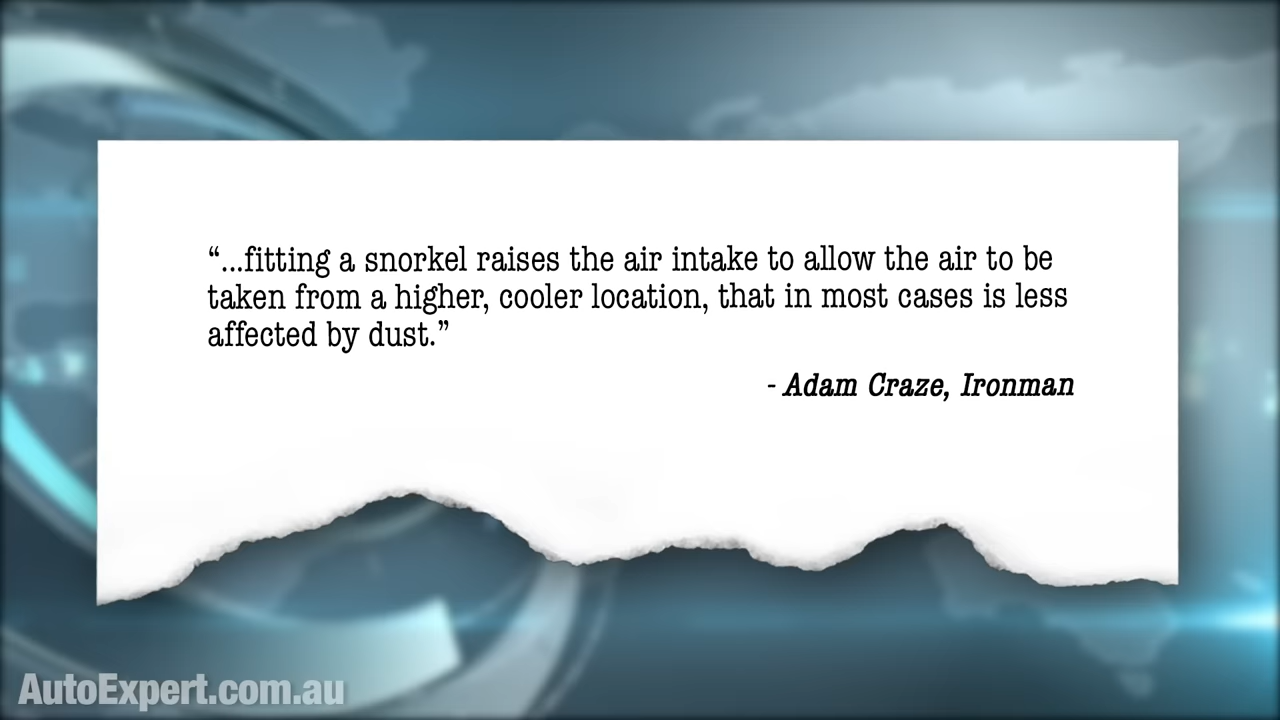 “...fitting a snorkel raises the air intake to allow the air to be
taken from a higher, cooler location, that in most cases is less
affected by dust.”
- Adam Craze, Ironman
AutoExpert.com.au